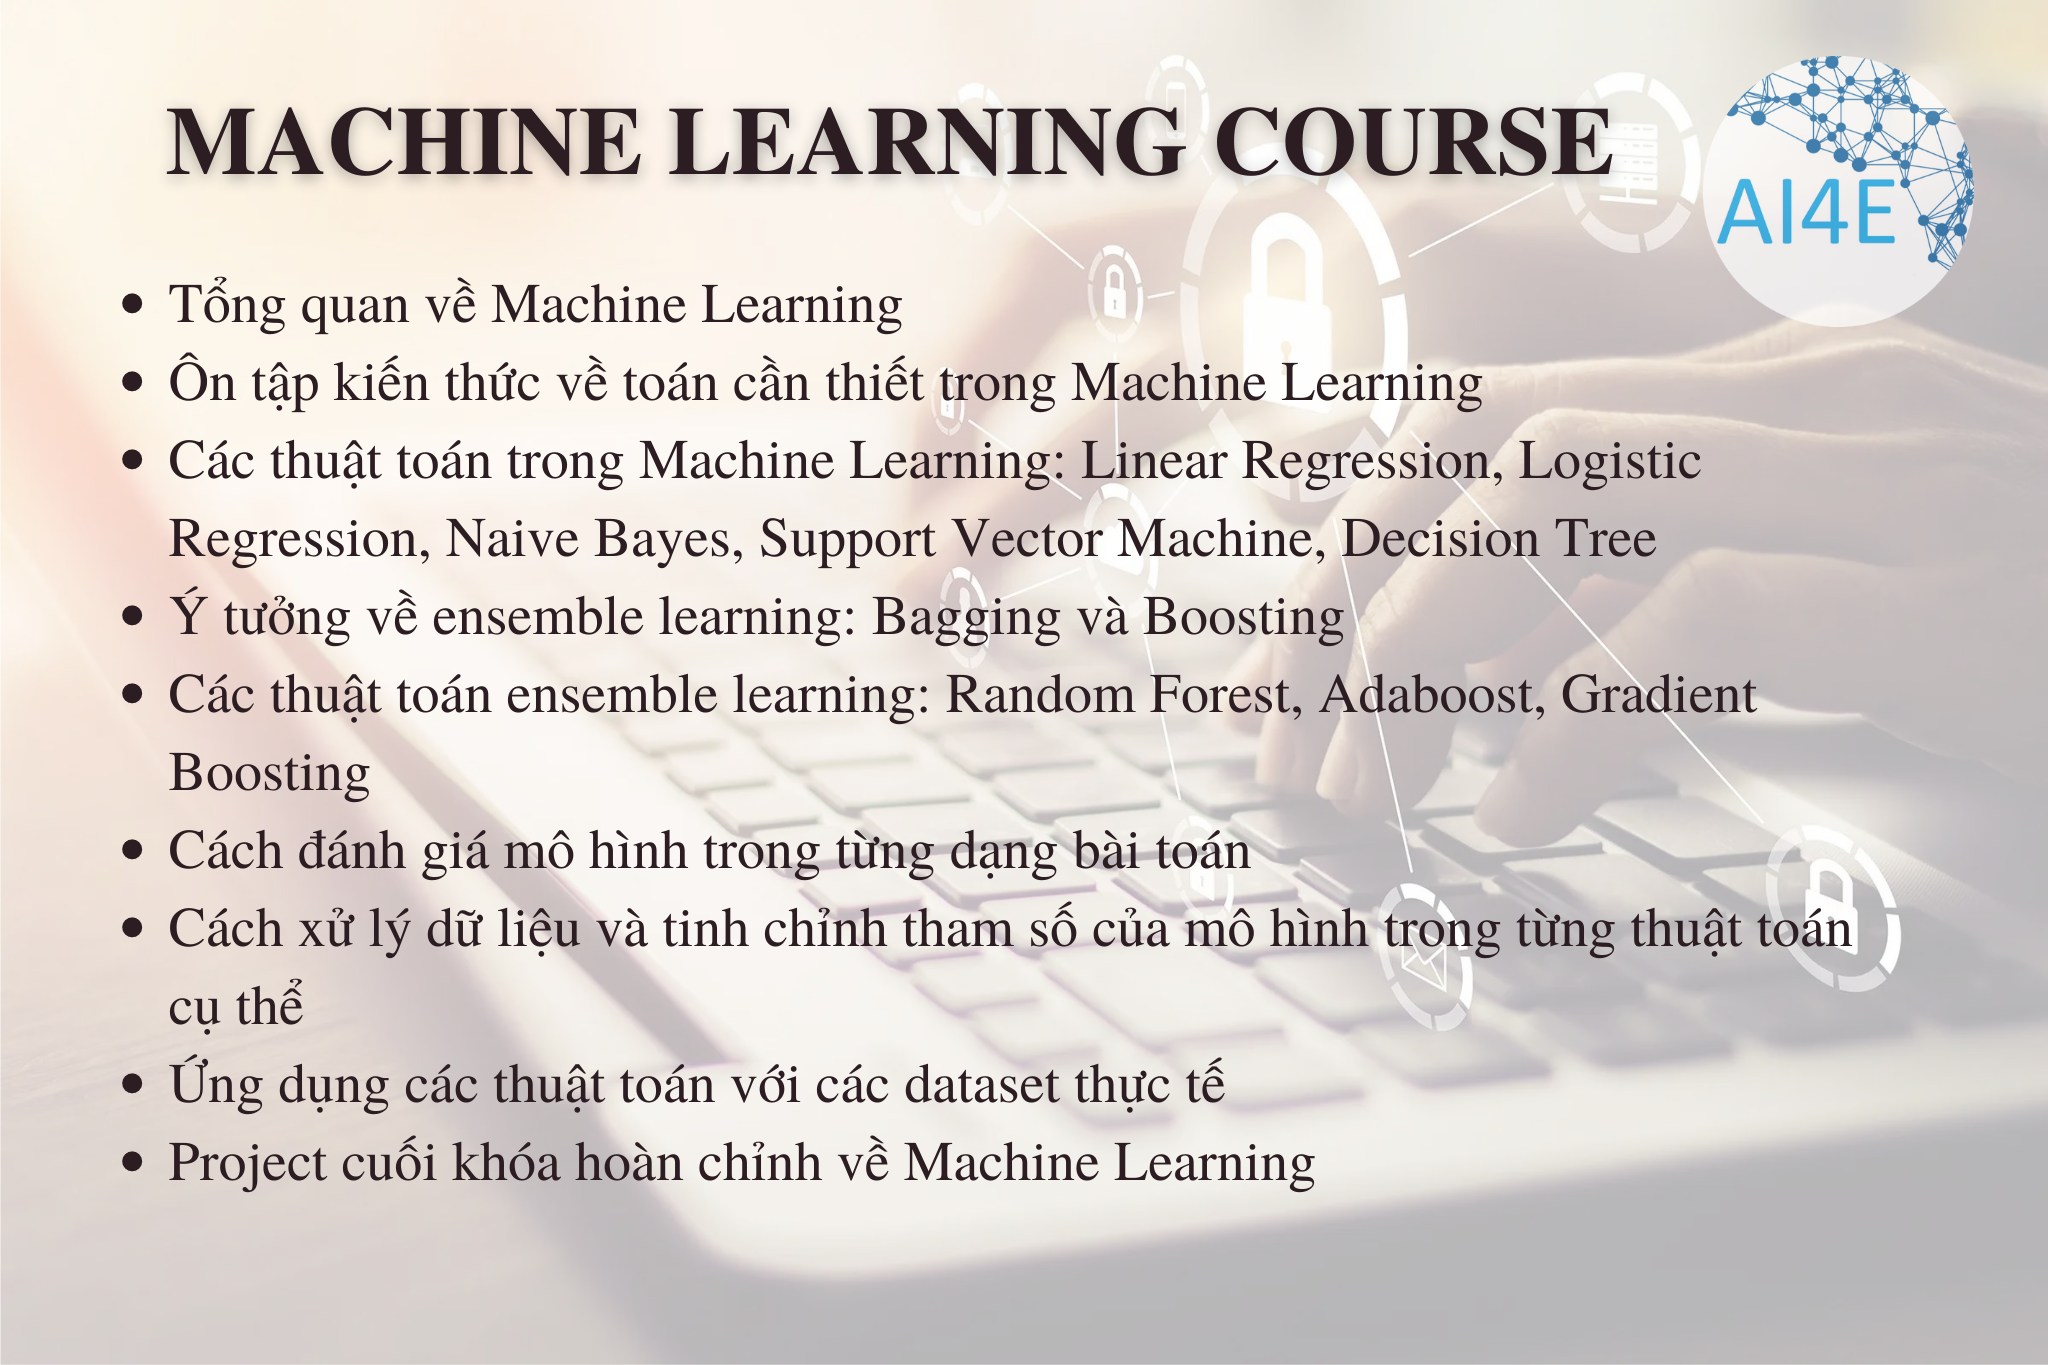 MACHINE LEARNING COURSE
AI4E
• Tổng quan về Machine Learning
• Ôn tập kiến thức về toán cần thiết trong Machine Learning
• Các thuật toán trong Machine Learning: Linear Regression, Logistic
Regression, Naive Bayes, Support Vector Machine, Decision Tree
• Ý tưởng về ensemble learning: Bagging và Boosting
• Các thuật toán ensemble learning: Random Forest, Adaboost, Gradient
Boosting
• Cách đánh giá mô hình trong từng dạng bài toán
• Cách xử lý dữ liệu và tinh chỉnh tham số của mô hình trong từng thuật toán
cụ thể
• Ứng dụng các thuật toán với các dataset thực tế
• Project cuối khóa hoàn chỉnh về Machine Learning